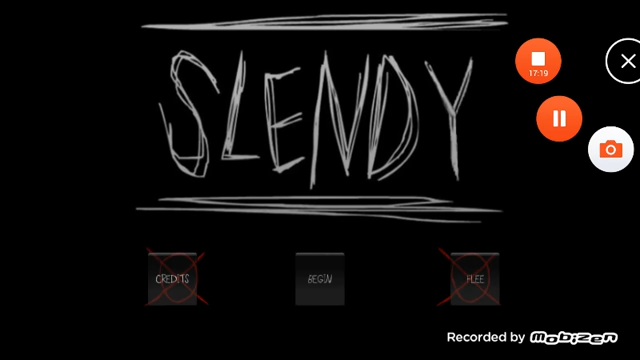 SLENDY
17:19
CREDITS
BEGIN
FLEE
Recorded by Mobizen